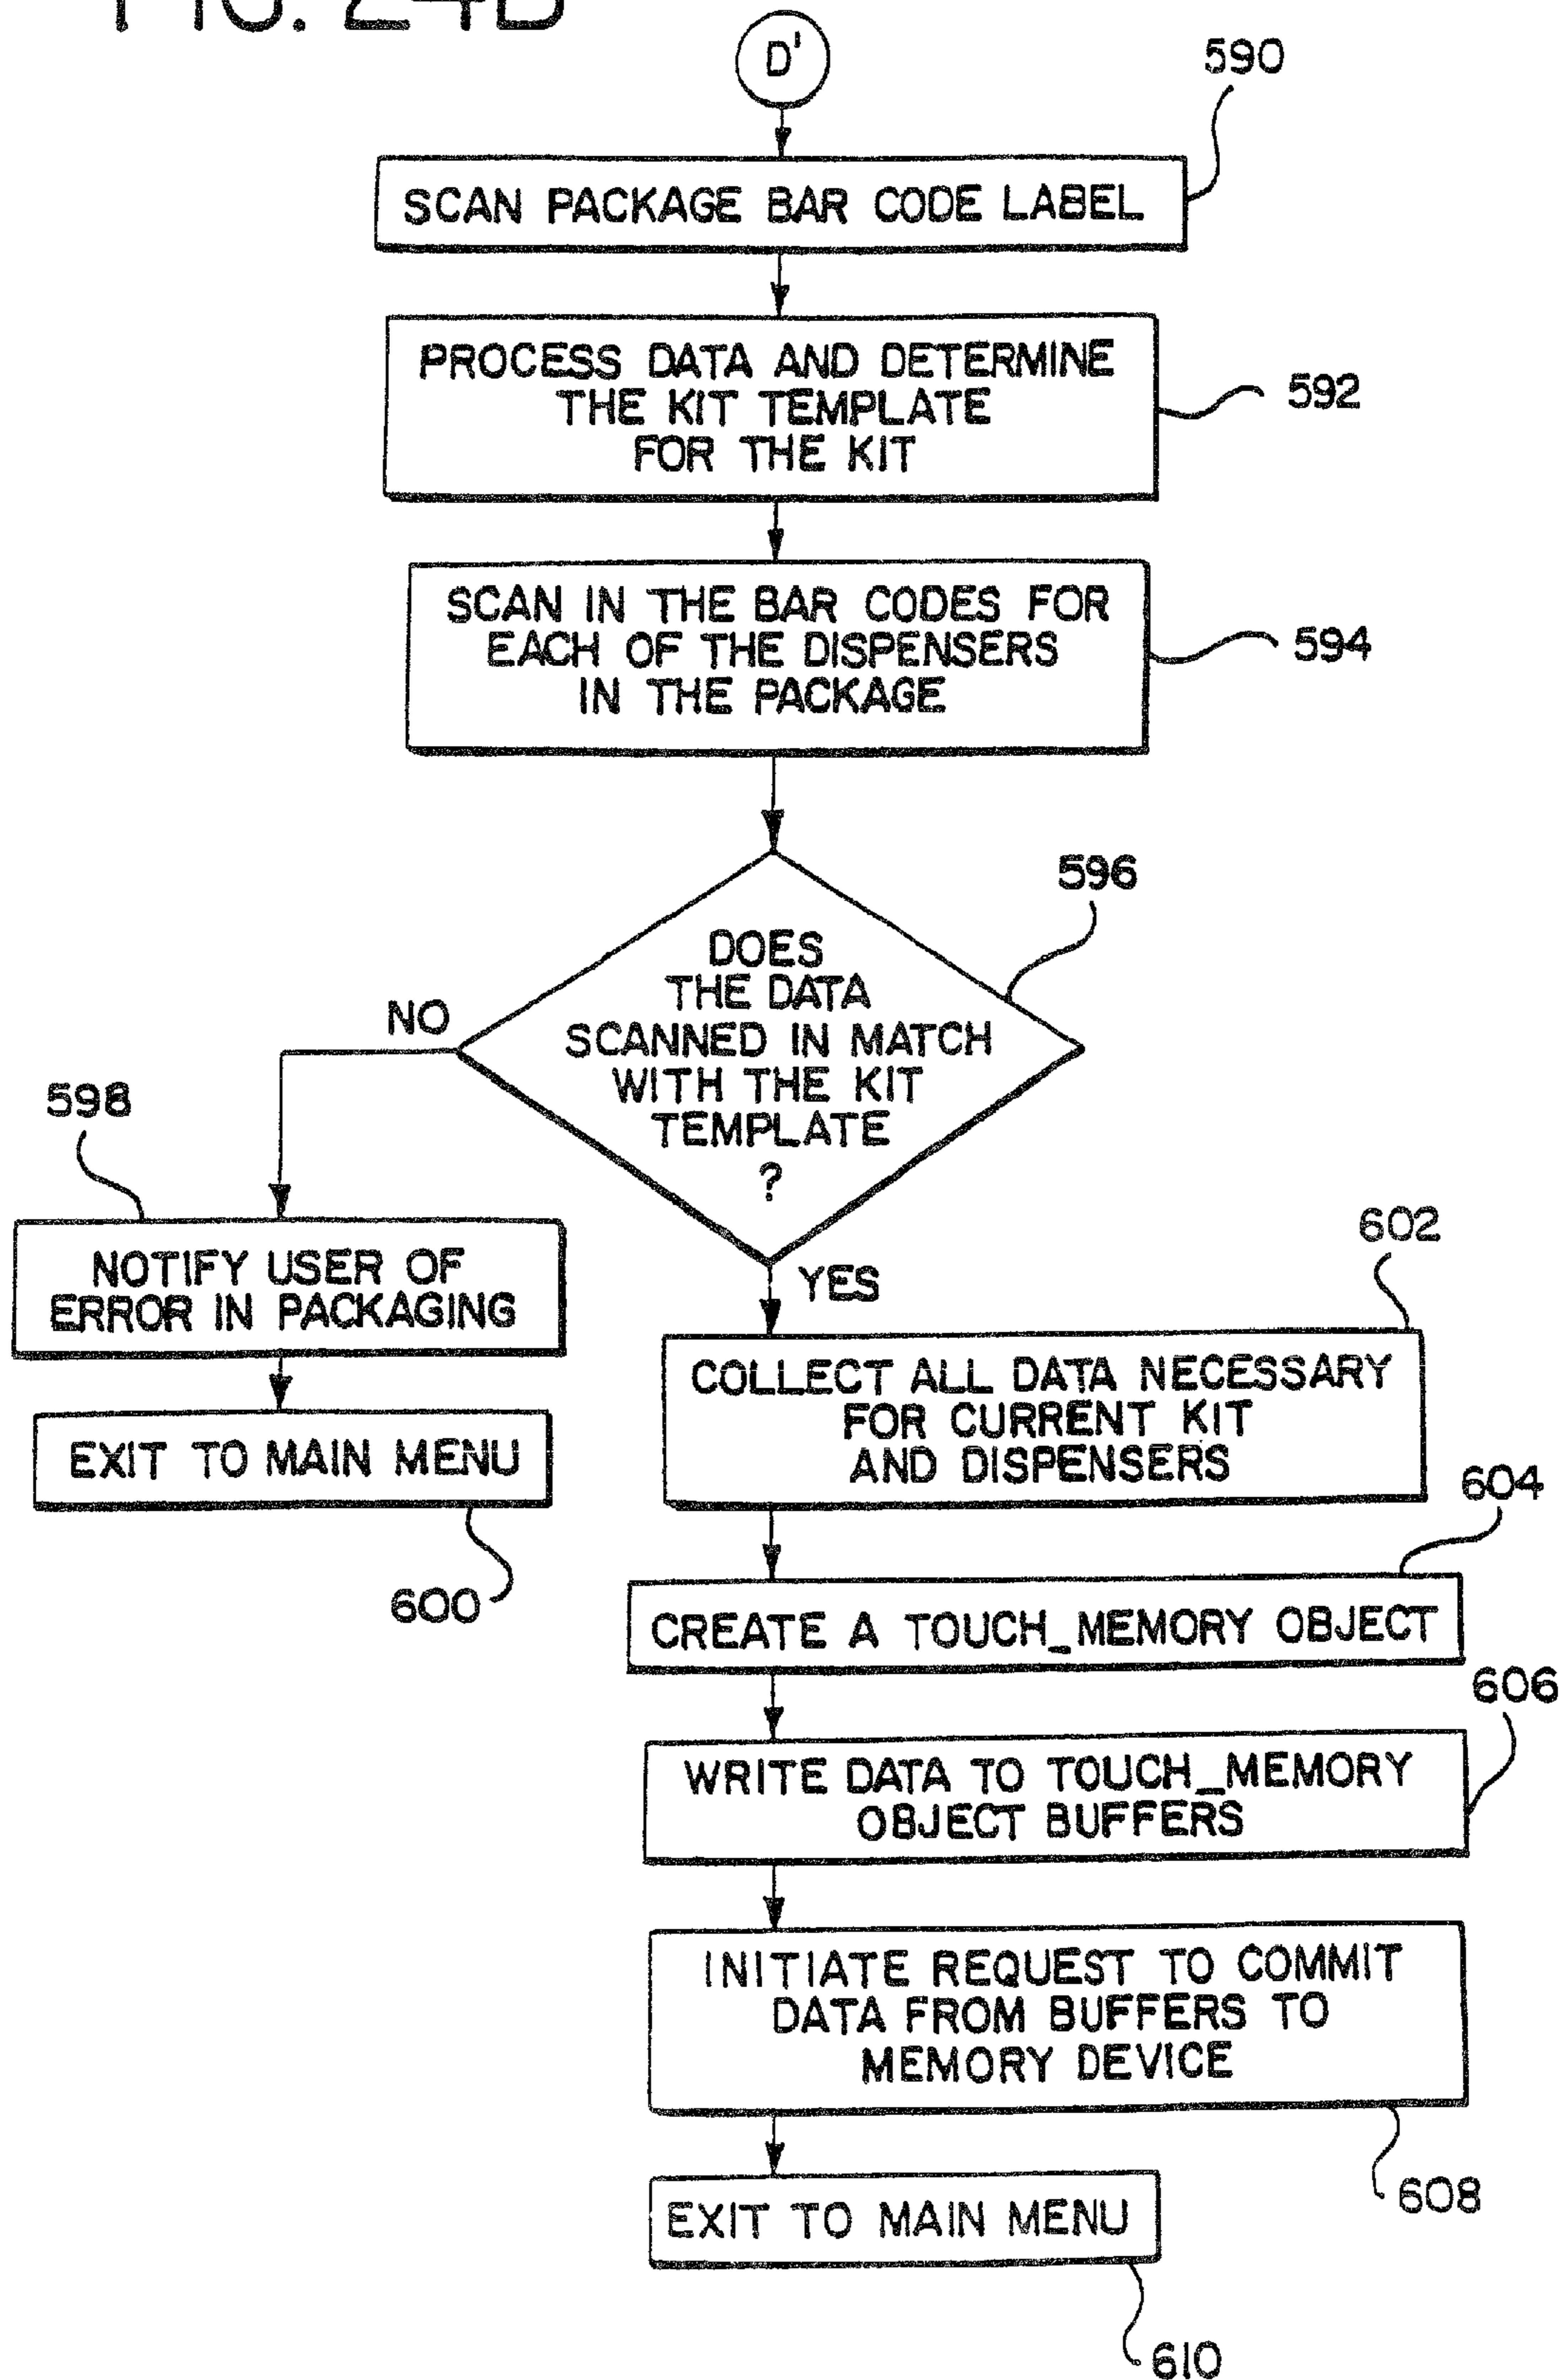 FIG. 24B
D'
590
SCAN PACKAGE BAR CODE LABEL
PROCESS DATA AND DETERMINE
THE KIT TEMPLATE
FOR THE KIT
592
SCAN IN THE BAR CODES FOR
EACH OF THE DISPENSERS
IN THE PACKAGE
594
596
DOES
THE DATA
SCANNED IN MATCH
WITH THE KIT
TEMPLATE
?
NO
598
NOTIFY USER OF
ERROR IN PACKAGING
EXIT TO MAIN MENU
600
YES
602
COLLECT ALL DATA NECESSARY
FOR CURRENT KIT
AND DISPENSERS
604
CREATE A TOUCH_MEMORY OBJECT
606
WRITE DATA TO TOUCH_MEMORY
OBJECT BUFFERS
INITIATE REQUEST TO COMMIT
DATA FROM BUFFERS TO
MEMORY DEVICE
608
EXIT TO MAIN MENU
610